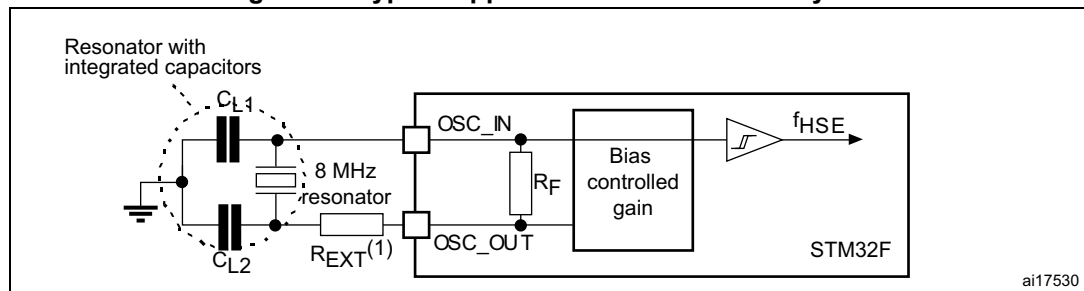 Resonator with
integrated capacitors
CL1
OSC_IN
fHSE
8 MHz
resonator
RF
Bias
controlled
gain
REXT(1)
OSC_OUT
STM32F
CL2
ai17530